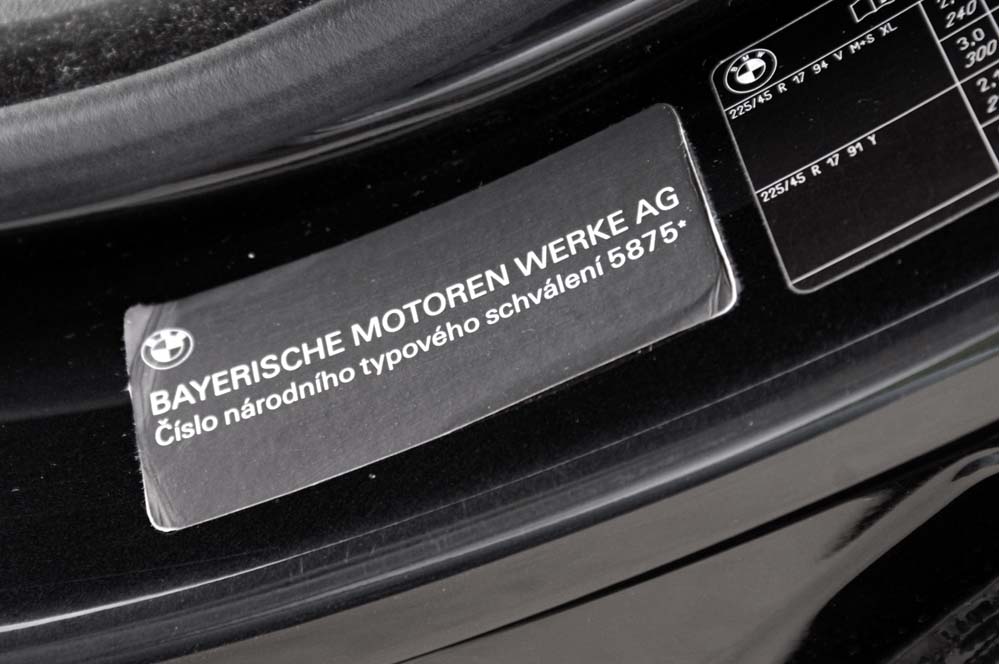 BAYERISCHE MOTOREN WERKE AG
Číslo národního typového schválení 5875*
BMW
225/45 R 17 94 V M+S XL
225/45 R 17 91 Y
240
3.0
300